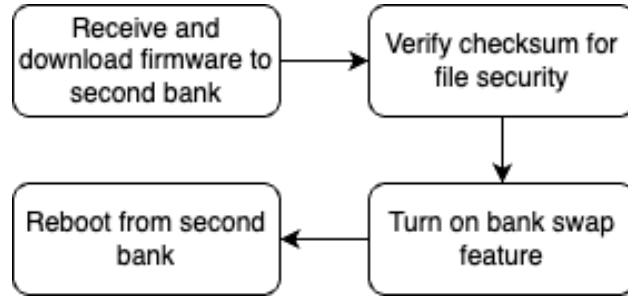 Receive and
download firmware to
second bank
Verify checksum for
file security
Turn on bank swap
feature
Reboot from second
bank